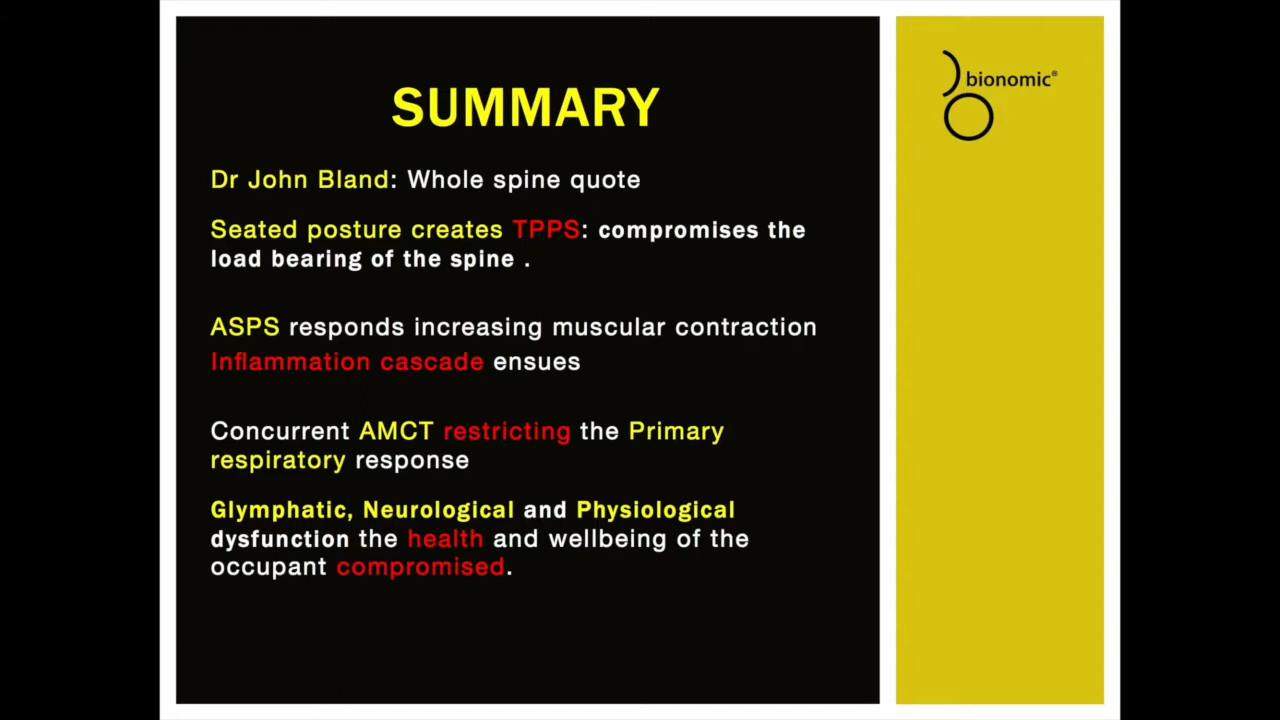 SUMMARY
Dr John Bland: Whole spine quote
Seated posture creates TPPS: compromises the
load bearing of the spine .
ASPS responds increasing muscular contraction
Inflammation cascade ensues
Concurrent AMCT restricting the Primary
respiratory response
Glymphatic, Neurological and Physiological
dysfunction the health and wellbeing of the
occupant compromised.
bionomic®